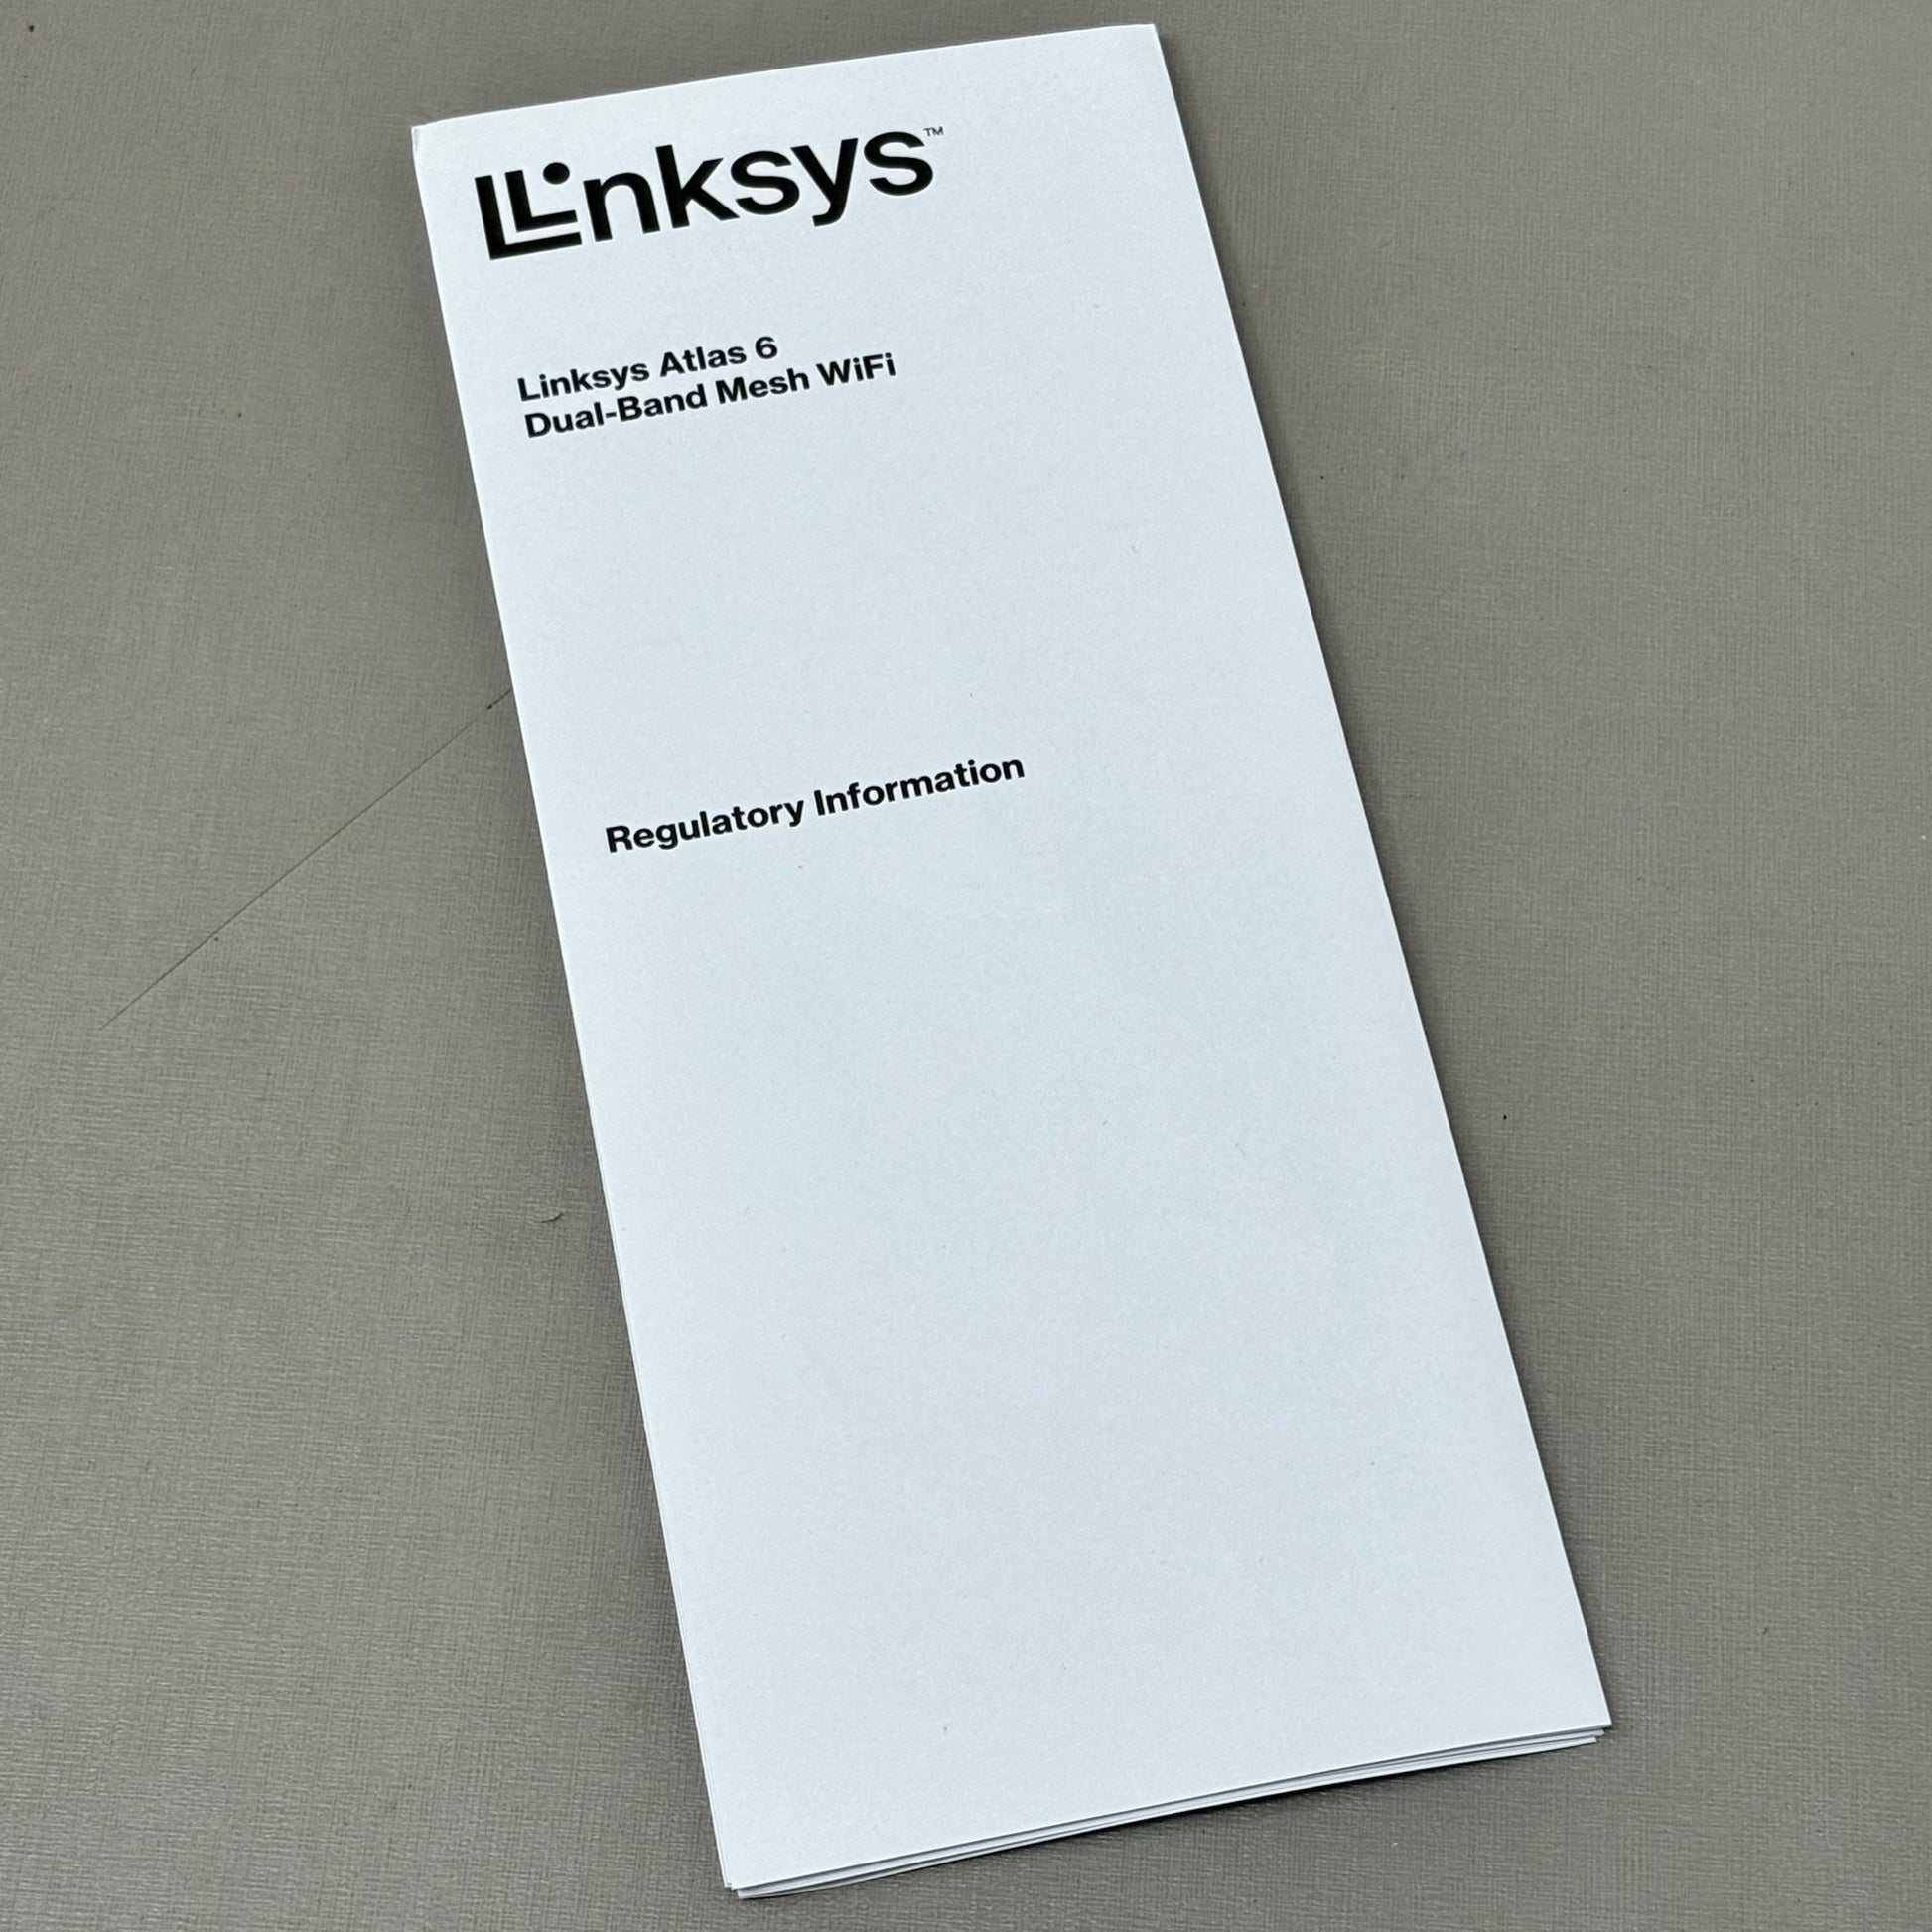 Linksys™
Linksys Atlas 6
Dual-Band Mesh WiFi
Regulatory Information